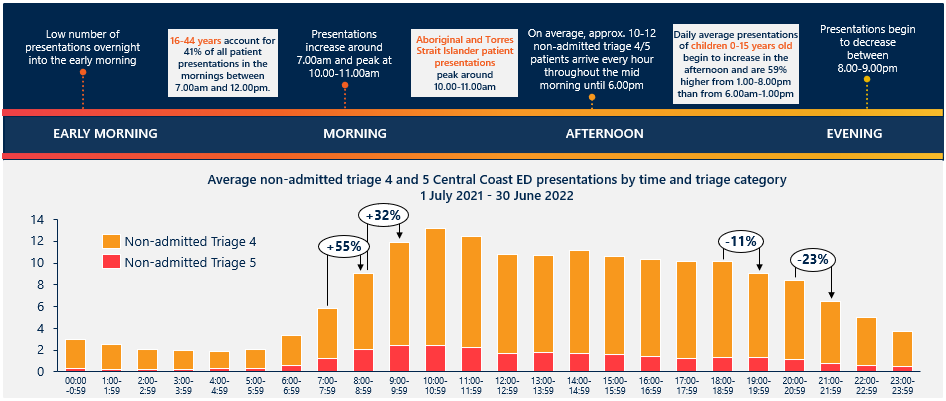 Low number of
presentations overnight
into the early morning
16-44 years account for
41% of all patient
presentations in the
mornings between
7.00am and 12.00pm.
Presentations
increase around
7.00am and peak at
10.00-11.00am
Aboriginal and Torres
Strait Islander patient
presentations
peak around
10.00-11.00am
On average, approx. 10-12
non-admitted triage 4/5
patients arrive every hour
throughout the mid
morning until 6.00pm
Daily average presentations
of children 0-15 years old
begin to increase in the
afternoon and are 59%
higher from 1.00-8.00pm
than from 6.00am-1.00pm
Presentations begin
to decrease
between
8.00-9.00pm
EARLY MORNING
MORNING
AFTERNOON
EVENING
Average non-admitted triage 4 and 5 Central Coast ED presentations by time and triage category
1 July 2021 - 30 June 2022
Non-admitted Triage 4
Non-admitted Triage 5
+55%
+32%
-11%
-23%
14
12
10
8
6
4
2
0
00:00
-0:59
1:00-
1:59
2:00-
2:59
3:00-
3:59
4:00-
4:59
5:00-
5:59
6:00-
6:59
7:00-
7:59
8:00-
8:59
9:00-
9:59
10:00-
10:59
11:00-
11:59
12:00-
12:59
13:00-
13:59
14:00-
14:59
15:00-
15:59
16:00-
16:59
17:00-
17:59
18:00-
18:59
19:00-
19:59
20:00-
20:59
21:00-
21:59
22:00-
22:59
23:00-
23:59